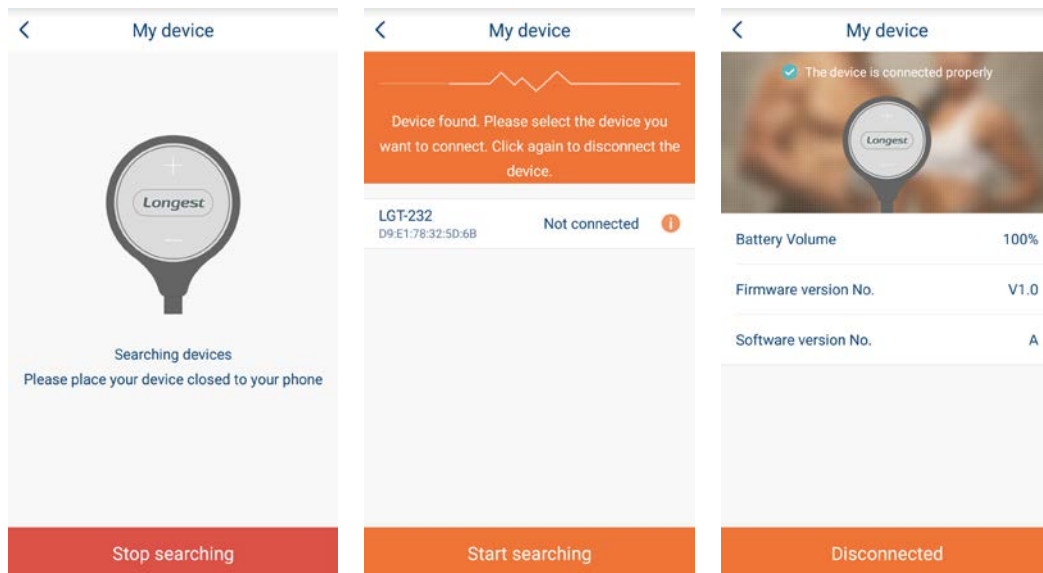 My device
Longest
Searching devices
Please place your device closed to your phone
Stop searching
My device
Device found. Please select the device you
want to connect. Click again to disconnect the
device.
LGT-232 Not connected
D9:E1:78:32:5D:6B
Start searching
My device
The device is connected properly
Longest
Battery Volume 100%
Firmware version No. V1.0
Software version No. A
Disconnected